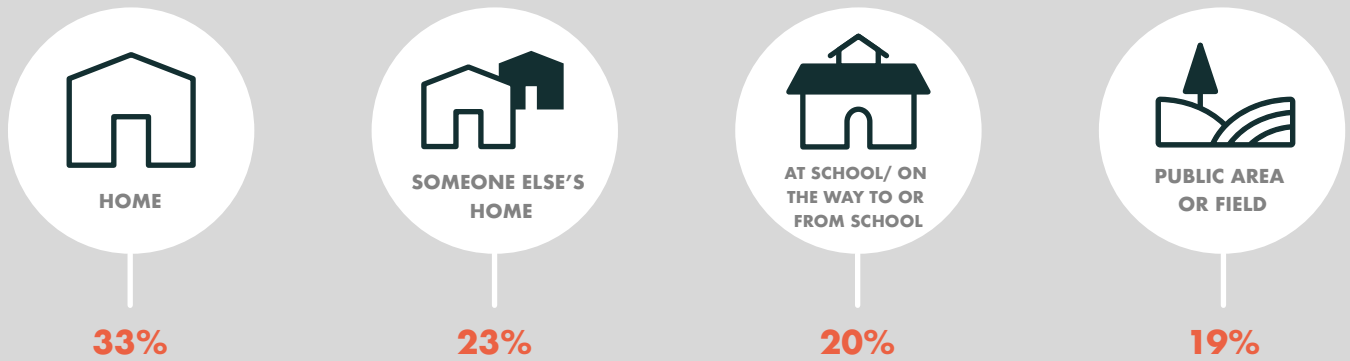 HOME
33%
SOMEONE ELSE’S
HOME
23%
AT SCHOOL/ ON
THE WAY TO OR
FROM SCHOOL
20%
PUBLIC AREA
OR FIELD
19%